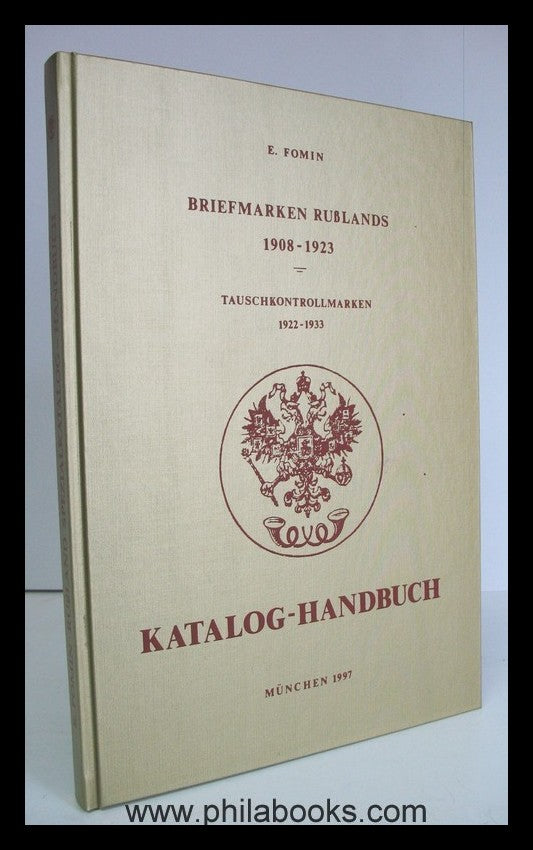 E. FOMIN
BRIEFMARKEN RUßLANDS
1908-1923
TAUSCHKONTROLLMARKEN
1922-1933
KATALOG-HANDBUCH
MÜNCHEN 1997
www.philabooks.com